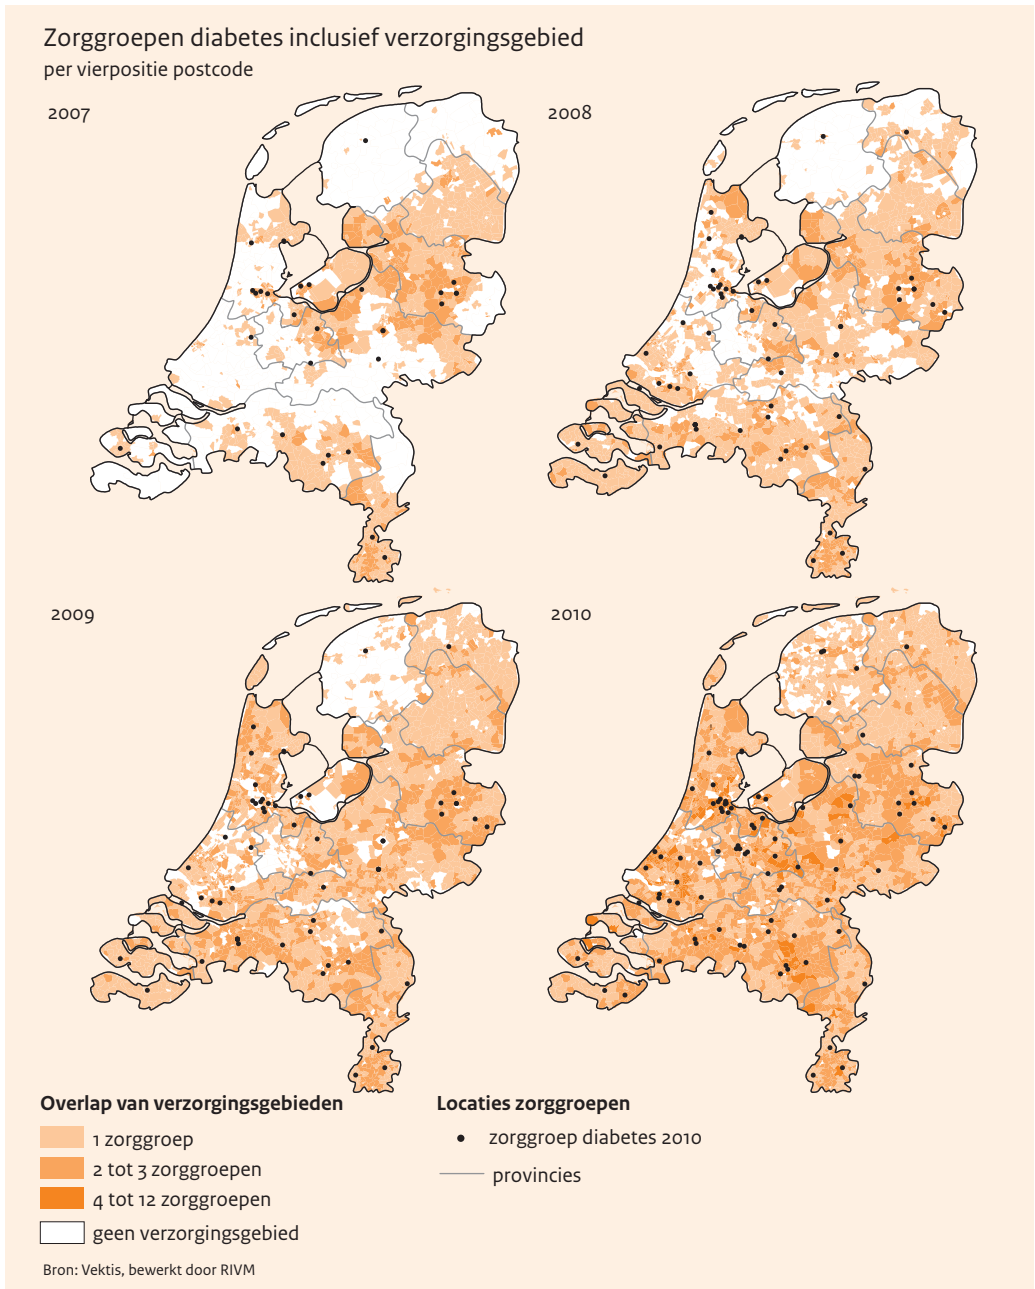 Zorggroepen diabetes inclusief verzorgingsgebied
per vierpositie postcode
2007
2008
2009
2010
Overlap van verzorgingsgebieden
1 zorggroep
2 tot 3 zorggroepen
4 tot 12 zorggroepen
geen verzorgingsgebied
Locaties zorggroepen
zorggroep diabetes 2010
provincies
Bron: Vektis, bewerkt door RIVM